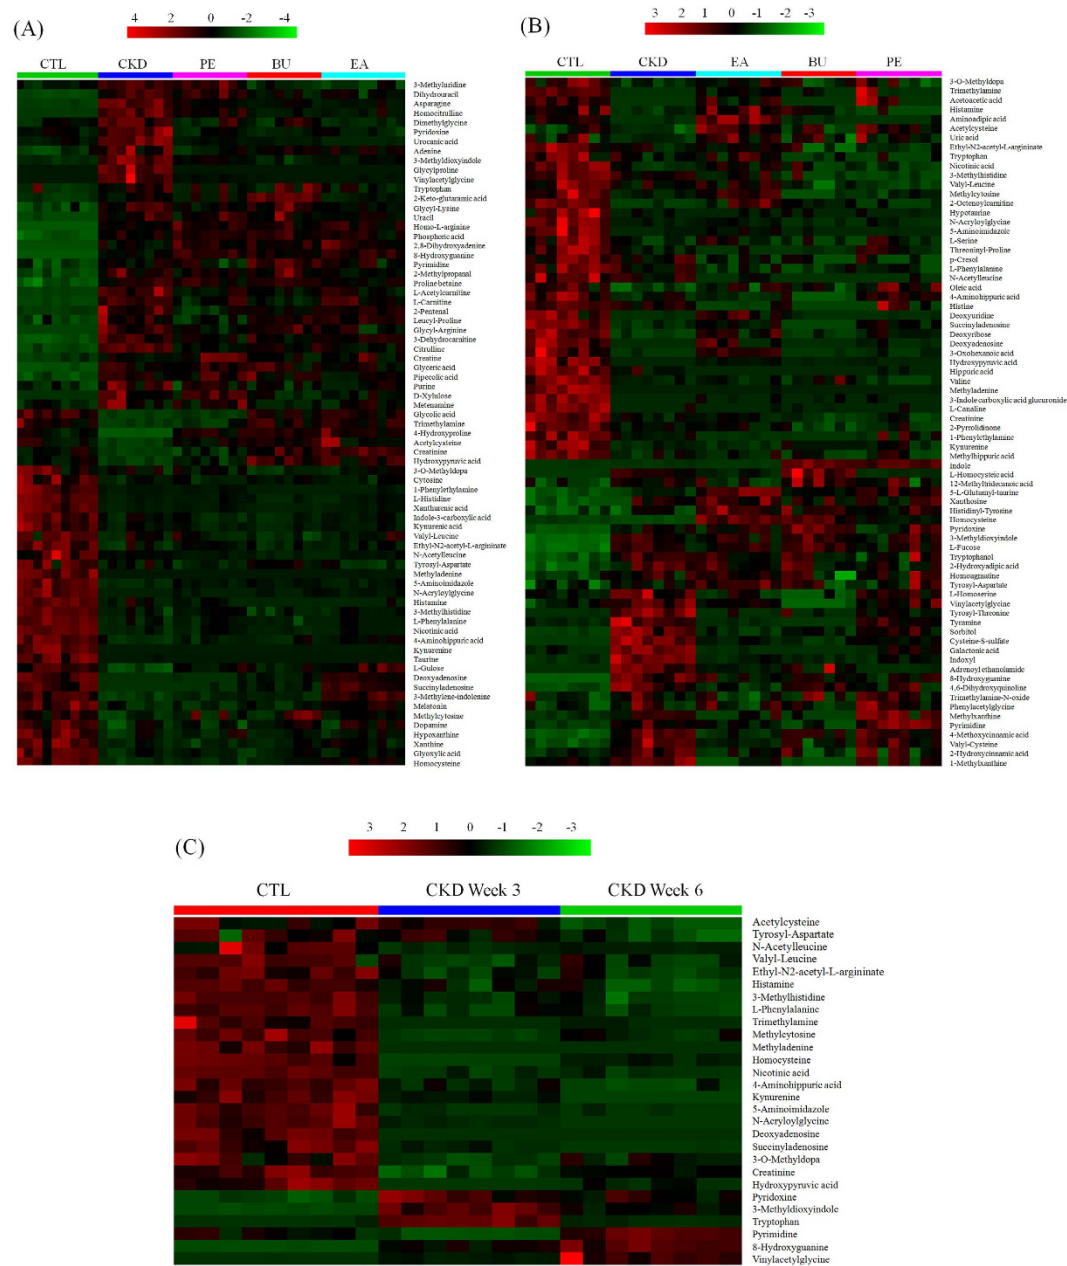 (A)
4 2 0 -2 -4
CTL CKD PE BU EA
3-Methyluridine
Dihydrouracil
Asparagine
Homocitrulline
Dimethylglycine
Pyridoxine
Urocanic acid
Adenine
3-Methyldioxyindole
Glycylproline
Vinylacetylglycine
Tryptophan
2-Keto-glutaramic acid
Glycyl-Lysine
Uracil
Homo-L-arginine
Phosphoric acid
2,8-Dihydroxyadenine
8-Hydroxyguanine
Pyrimidine
2-Methylpropanal
Proline betaine
L-Acetylcarnitine
L-Carnitine
2-Pentenal
Leucyl-Proline
Glycyl-Arginine
3-Dehydrocarnitine
Citrulline
Creatine
Glyceric acid
Pipecolic acid
Purine
D-Xylulose
Metenamine
Glycolic acid
Trimethylamine
4-Hydroxyproline
Acetylcysteine
Creatinine
Hydroxypyruvic acid
3-O-Methyldopa
Cytosine
1-Phenylethylamine
L-Histidine
Xanthurenic acid
Indole-3-carboxylic acid
Kynurenic acid
Valyl-Leucine
Ethyl-N2-acetyl-L-argininate
N-Acetylleucine
Tyrosyl-Aspartate
Methyladenine
5-Aminoimidazole
N-Acryloylglycine
Histamine
3-Methylhistidine
L-Phenylalanine
Nicotinic acid
4-Aminohippuric acid
Kynurenine
Taurine
L-Gulose
Deoxyadenosine
Succinyladenosine
3-Methylene-indolenine
Melatonin
Methylcytosine
Dopamine
Hypoxanthine
Xanthine
Glyoxylic acid
Homocysteine
(B)
3 2 1 0 -1 -2 -3
CTL CKD EA BU PE
3-O-Methyldopa
Trimethylamine
Acetoacetic acid
Histamine
Aminoadipic acid
Acetylcysteine
Uric acid
Ethyl-N2-acetyl-L-argininate
Tryptophan
Nicotinic acid
3-Methylhistidine
Valyl-Leucine
Methylcytosine
2-Octenoylcarnitine
Hypotaurine
N-Acryloylglycine
5-Aminoimidazole
L-Serine
Threoninyl-Proline
p-Cresol
L-Phenylalanine
N-Acetylleucine
Oleic acid
4-Aminohippuric acid
Histine
Deoxyuridine
Succinyladenosine
Deoxyribose
Deoxyadenosine
3-Oxohexanoic acid
Hydroxypyruvic acid
Hippuric acid
Valine
Methyladenine
3-Indole carboxylic acid glucuronide
L-Canaline
Creatinine
2-Pyrrolidinone
1-Phenylethylamine
Kynurenine
Methylhippuric acid
indole
L-Homocysteic acid
12-Methyltridecanoic acid
5-L-Glutamyl-taurine
Xanthosine
Histidinyl-Tyrosine
Homocysteine
Pyridoxine
3-Methyldioxyindole
L-Fucose
Tryptophanol
2-Hydroxyadipic acid
Homoagmatine
Tyrosyl-Aspartate
L-Homoserine
Vinylacetylglycine
Tyrosyl-Threonine
Tyramine
Sorbitol
Cysteine-S-sulfate
Galactonic acid
Indoxyl
Adrenoyl ethanolamide
8-Hydroxyguanine
4,6-Dihydroxyquinoline
Trimethylamine-N-oxide
Phenylacetylglycine
Methylxanthine
Pyrimidine
4-Methoxycinnamic acid
Valyl-Cysteine
2-Hydroxycinnamic acid
1-Methylxanthine
(C)
3 2 1 0 -1 -2 -3
CTL CKD Week 3 CKD Week 6
Acetylcysteine
Tyrosyl-Aspartate
N-Acetylleucine
Valyl-Leucine
Ethyl-N2-acetyl-L-argininate
Histamine
3-Methylhistidine
L-Phenylalanine
Trimethylamine
Methylcytosine
Methyladenine
Homocysteine
Nicotinic acid
4-Aminohippuric acid
Kynurenine
5-Aminoimidazole
N-Acryloylglycine
Deoxyadenosine
Succinyladenosine
3-O-Methyldopa
Creatinine
Hydroxypyruvic acid
Pyridoxine
3-Methyldioxyindole
Tryptophan
Pyrimidine
8-Hydroxyguanine
Vinylacetylglycine